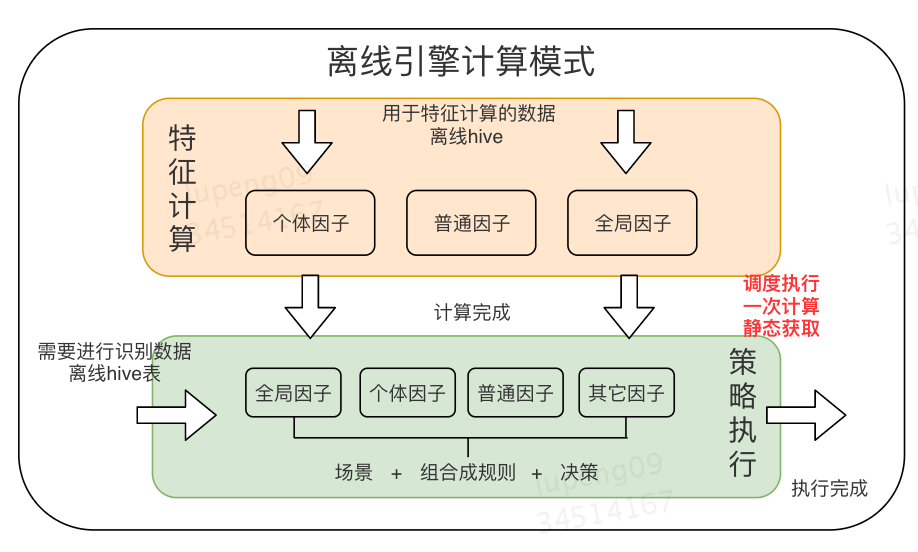 离线引擎计算模式
用于特征计算的数据
离线hive
特征计算
lupeng09
34514167
个体因子
普通因子
全局因子
计算完成
调度执行
一次计算
静态获取
需要进行识别数据
离线hive表
全局因子
个体因子
普通因子
其它因子
策略执行
场景 + 组合成规则 + 决策
lupeng09
34514167
执行完成